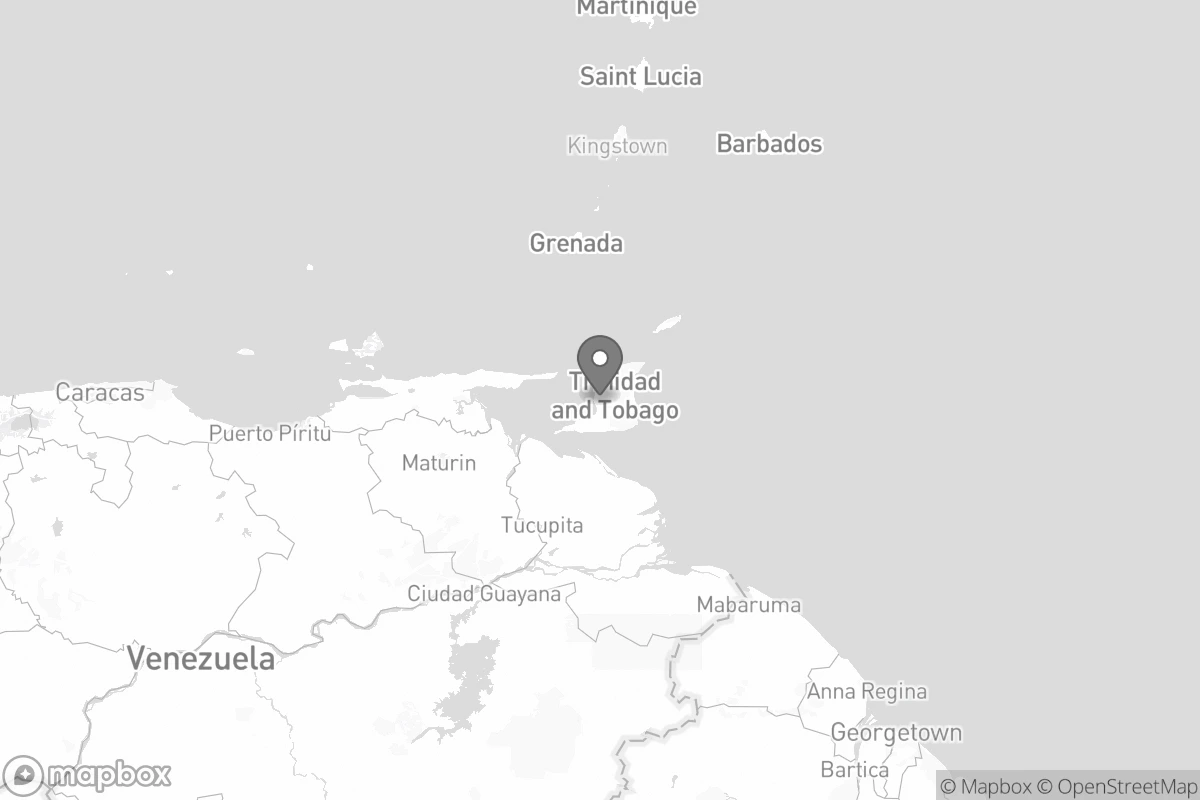 Martinique
Saint Lucia
Kingstown
Barbados
Grenada
Trinidad
and Tobago
Caracas
Puerto Píritu
Maturin
Tucupita
Ciudad Guayana
Mabaruma
Venezuela
Anna Regina
Georgetown
Bartica
mapbox
© Mapbox © OpenStreetMap